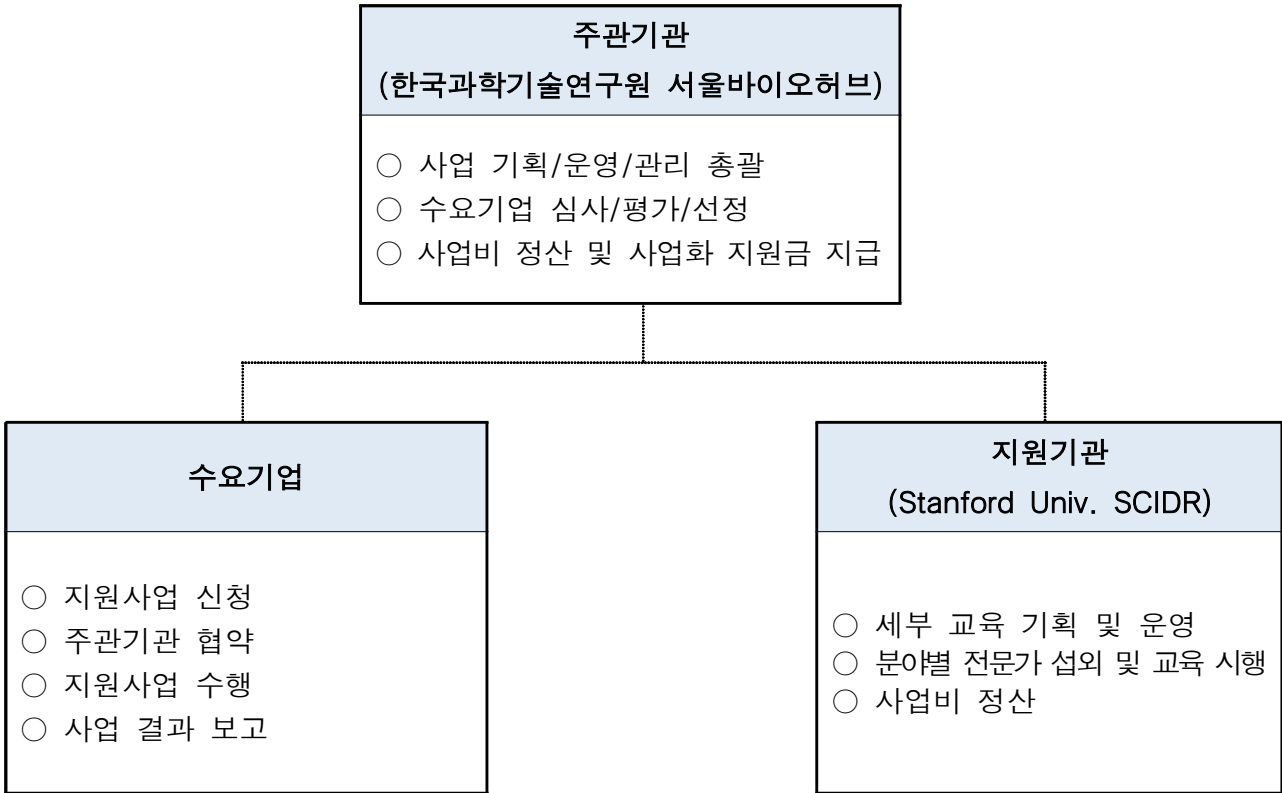 주관기관
(한국과학기술연구원 서울바이오허브)
○ 사업 기획/운영/관리 총괄
○ 수요기업 심사/평가/선정
○ 사업비 정산 및 사업화 지원금 지급
수요기업
○ 지원사업 신청
○ 주관기관 협약
○ 지원사업 수행
○ 사업 결과 보고
지원기관
(Stanford Univ. SCIDR)
○ 세부 교육 기획 및 운영
○ 분야별 전문가 섭외 및 교육 시행
○ 사업비 정산